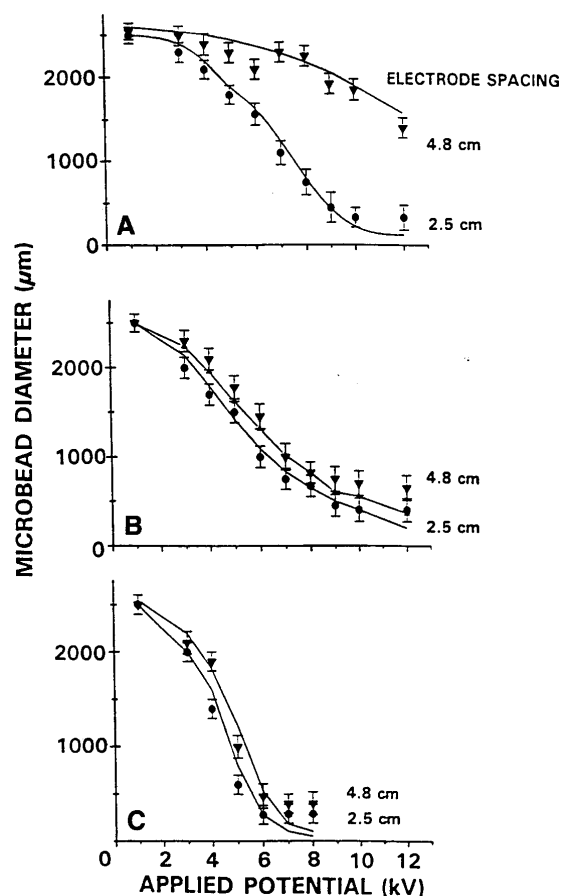 MICROBEAD DIAMETER (μm)
2000
1000
0
A
ELECTRODE SPACING
4.8 cm
2.5 cm
2000
1000
0
B
4.8 cm
2.5 cm
2000
1000
C
4.8 cm
2.5 cm
0 2 4 6 8 10 12 (kV)
APPLIED POTENTIAL